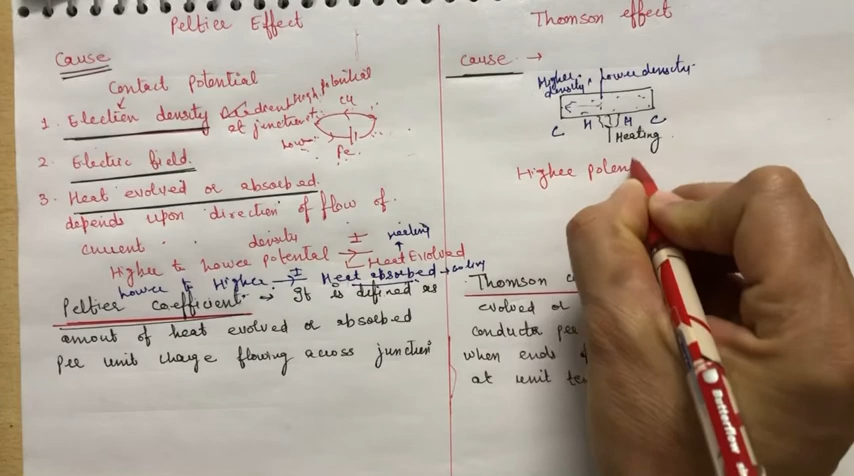 Peltier Effect
Cause
Contact Potential
1. Election density
at junction
High potential
Cu
Low
Fe
2. Electric field.
3. Heat evolved or absorbed.
depends upon direction of flow of
current
density
Higher to Lower Potential
Heat Evolved
heating
Lower to Higher
Heat absorbed → cooling
Peltier coefficient → It is defined as
amount of heat evolved or absorbed
per unit charge flowing across junction
Thomson effect
Cause →
Higher density
Lower density
C H H C
Heating
Higher poten
Thomson c
evolved or
conductor per
when ends
at unit te
Butterflow